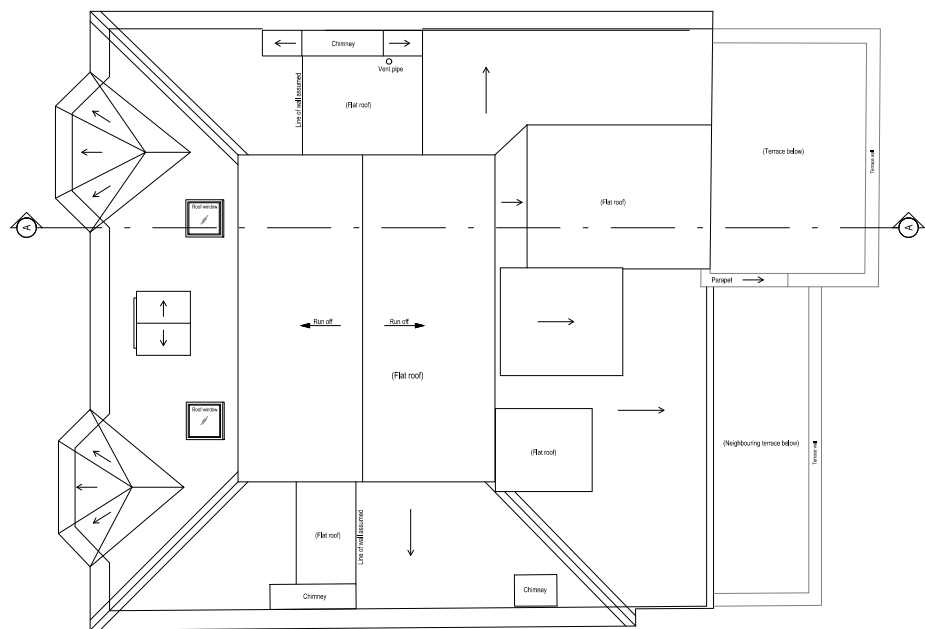 Chimney
Vent pipe
Line of wall assumed
(Flat roof)
(Terrace below)
Terrace wall
Roof window
(Flat roof)
A
A
Parapet
Run off
Run off
(Flat roof)
Roof window
(Flat roof)
(Neighbouring terrace below)
Terrace wall
(Flat roof)
Line of wall assumed
Chimney
Chimney